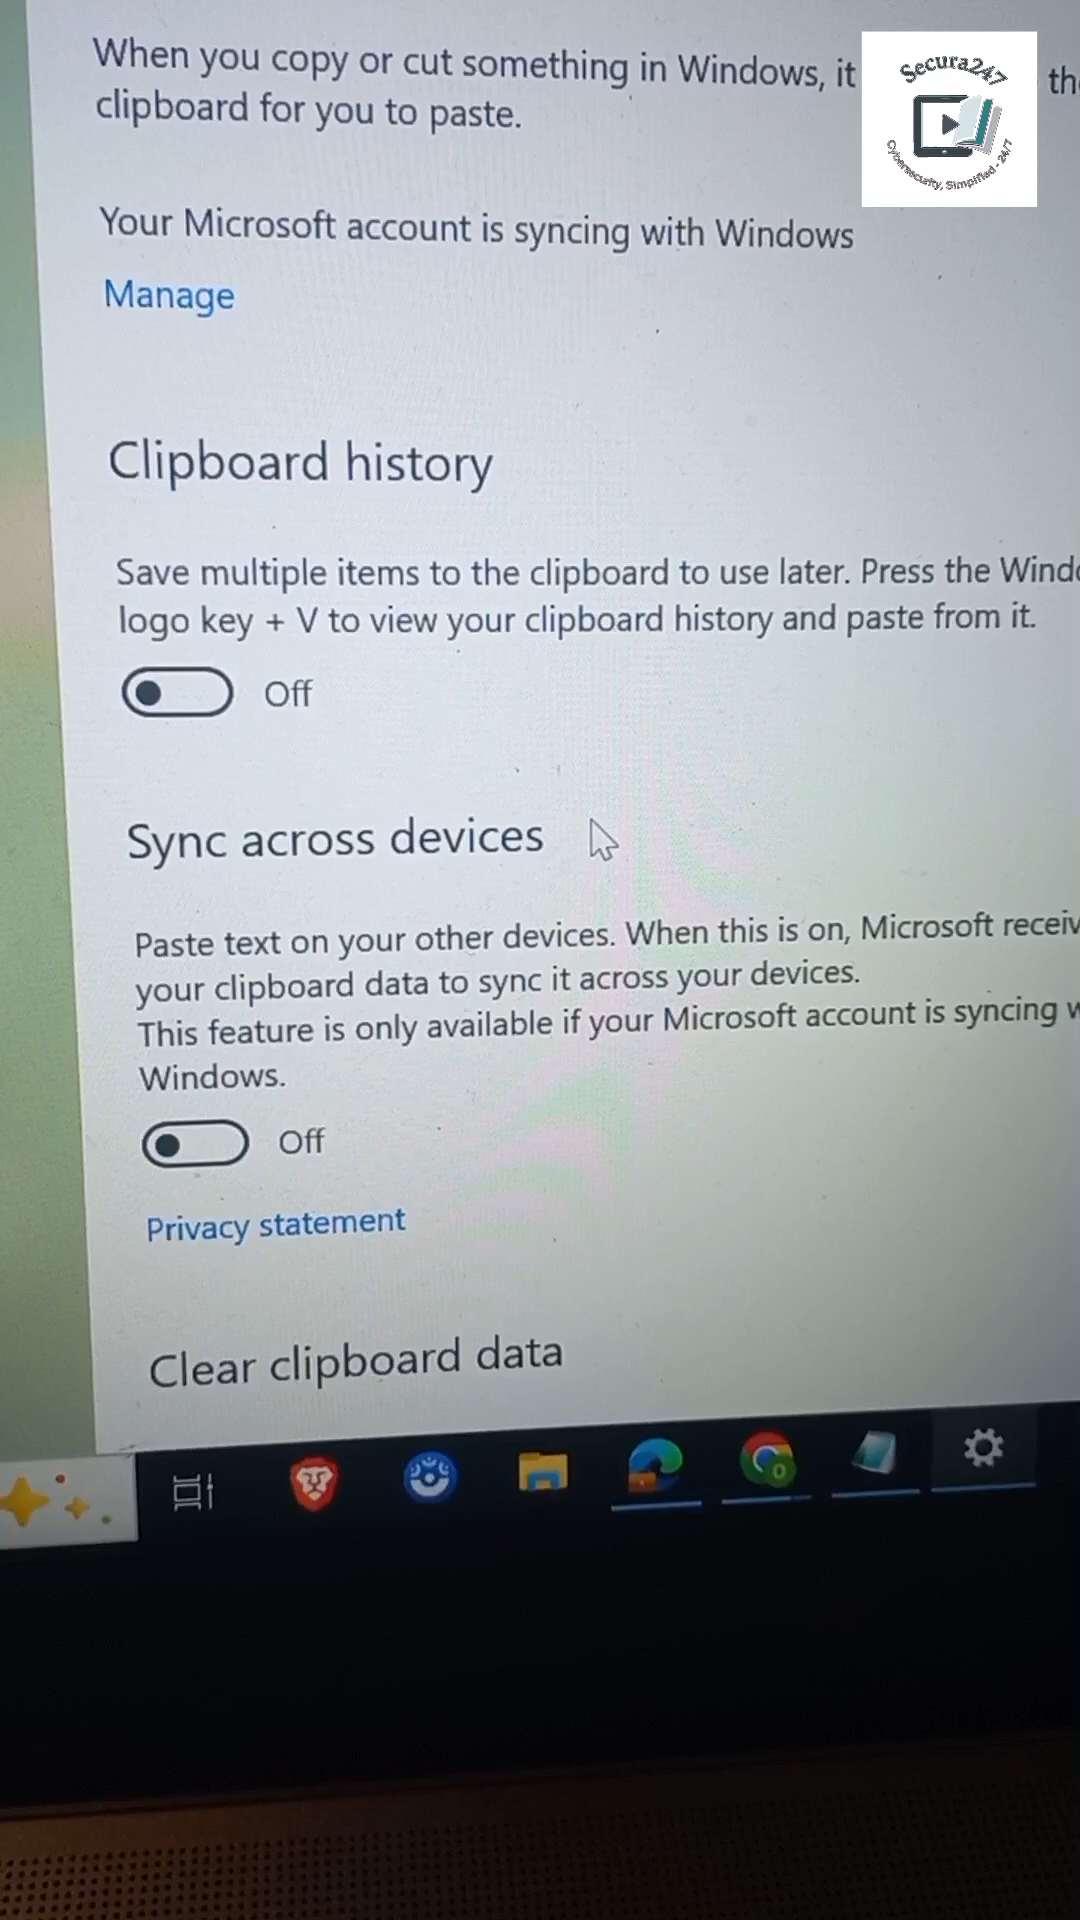 When you copy or cut something in Windows, it
clipboard for you to paste.
Secura247
Cybersecurity, Simplified - 24/7
Your Microsoft account is syncing with Windows
Manage
Clipboard history
Save multiple items to the clipboard to use later. Press the
logo key + V to view your clipboard history and paste from it.
Off
Sync across devices
Paste text on your other devices. When this is on, Microsoft
your clipboard data to sync it across your devices.
This feature is only available if your Microsoft account is syncing
Windows.
Off
Privacy statement
Clear clipboard data